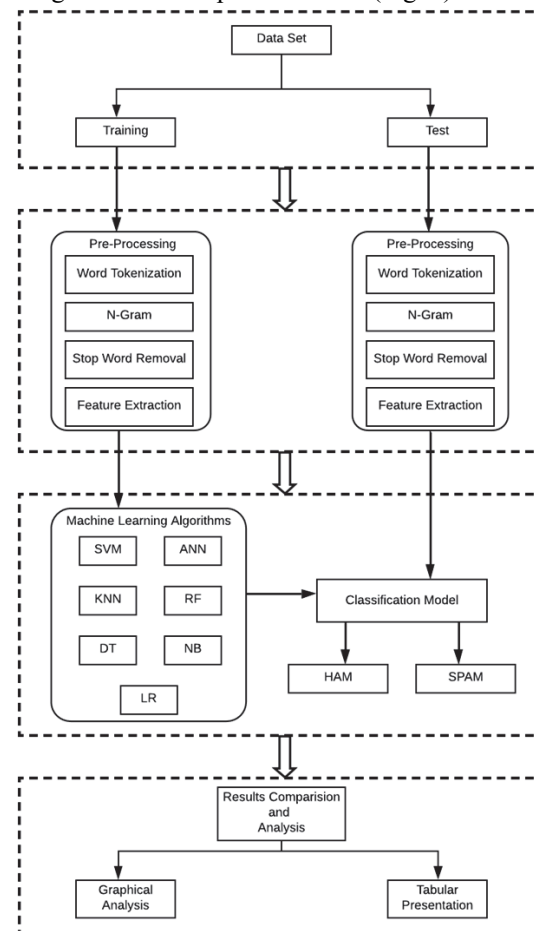 Data Set
Training
Test
Pre-Processing
Word Tokenization
N-Gram
Stop Word Removal
Feature Extraction
Pre-Processing
Word Tokenization
N-Gram
Stop Word Removal
Feature Extraction
Machine Learning Algorithms
SVM
ANN
KNN
RF
DT
NB
LR
Classification Model
HAM
SPAM
Results Comparision
and
Analysis
Graphical
Analysis
Tabular
Presentation